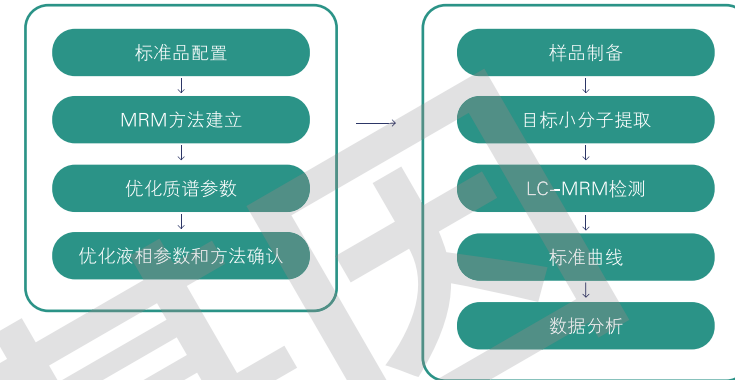 标准品配置
MRM方法建立
优化质谱参数
优化液相参数和方法确认
样品制备
目标小分子提取
LC-MRM检测
标准曲线
数据分析